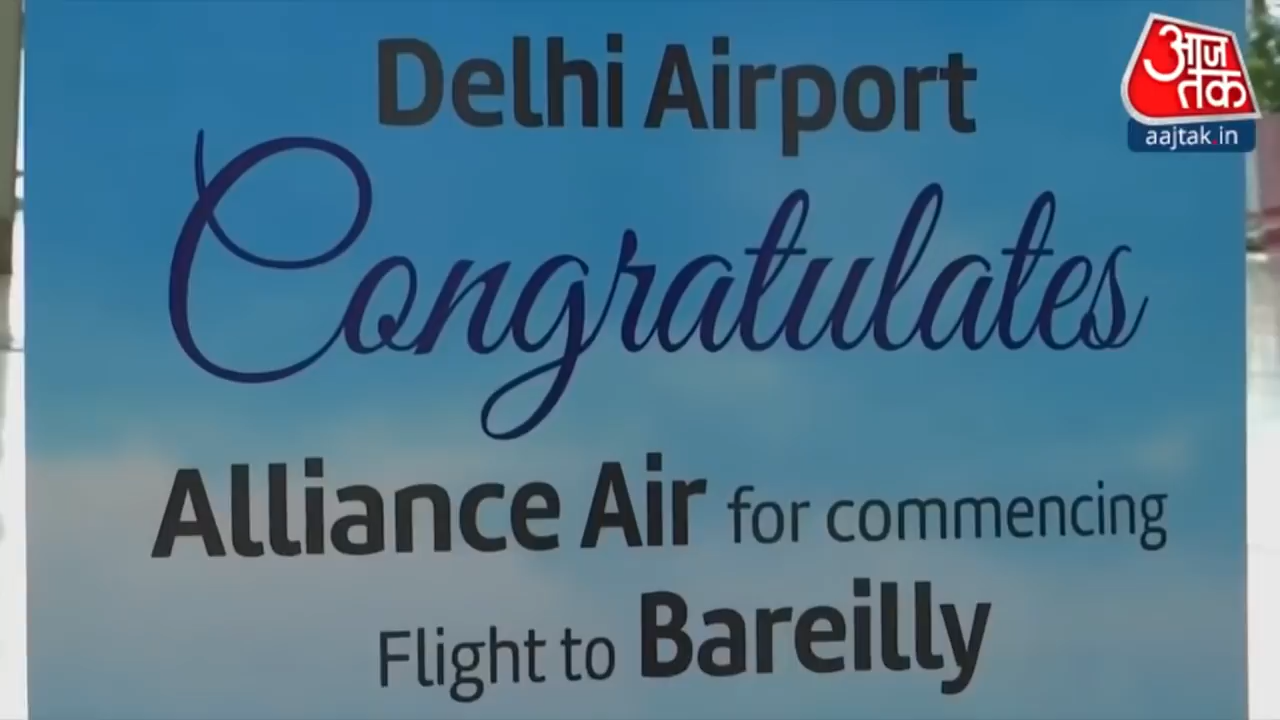 Delhi Airport
Congratulates
Alliance Air for commencing
Flight to Bareilly
आज
तक
aajtak.in